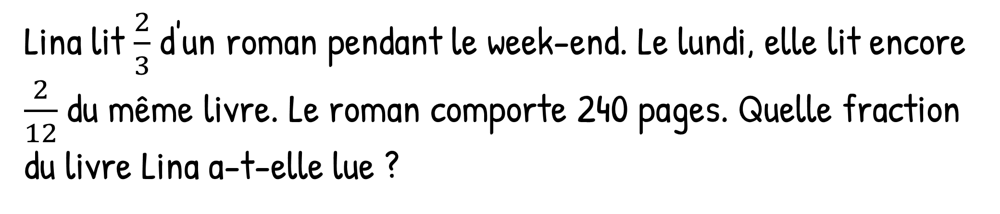 Lina lit 2/3 d'un roman pendant le week-end. Le lundi, elle lit encore
2/12 du même livre. Le roman comporte 240 pages. Quelle fraction
du livre Lina a-t-elle lue ?